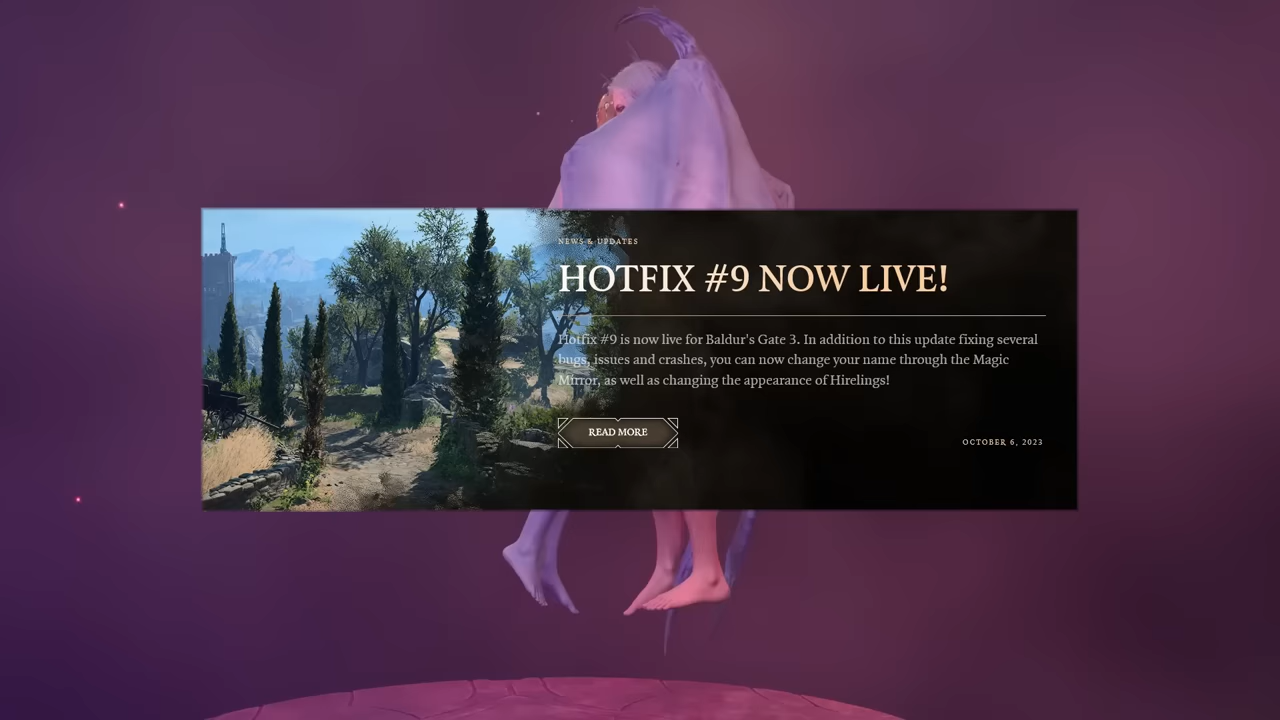 NEWS & UPDATES
HOTFIX #9 NOW LIVE!
Hotfix #9 is now live for Baldur's Gate 3. In addition to this update fixing several
bugs, issues and crashes, you can now change your name through the Magic
Mirror, as well as changing the appearance of Hirelings!
READ MORE
OCTOBER 6, 2023